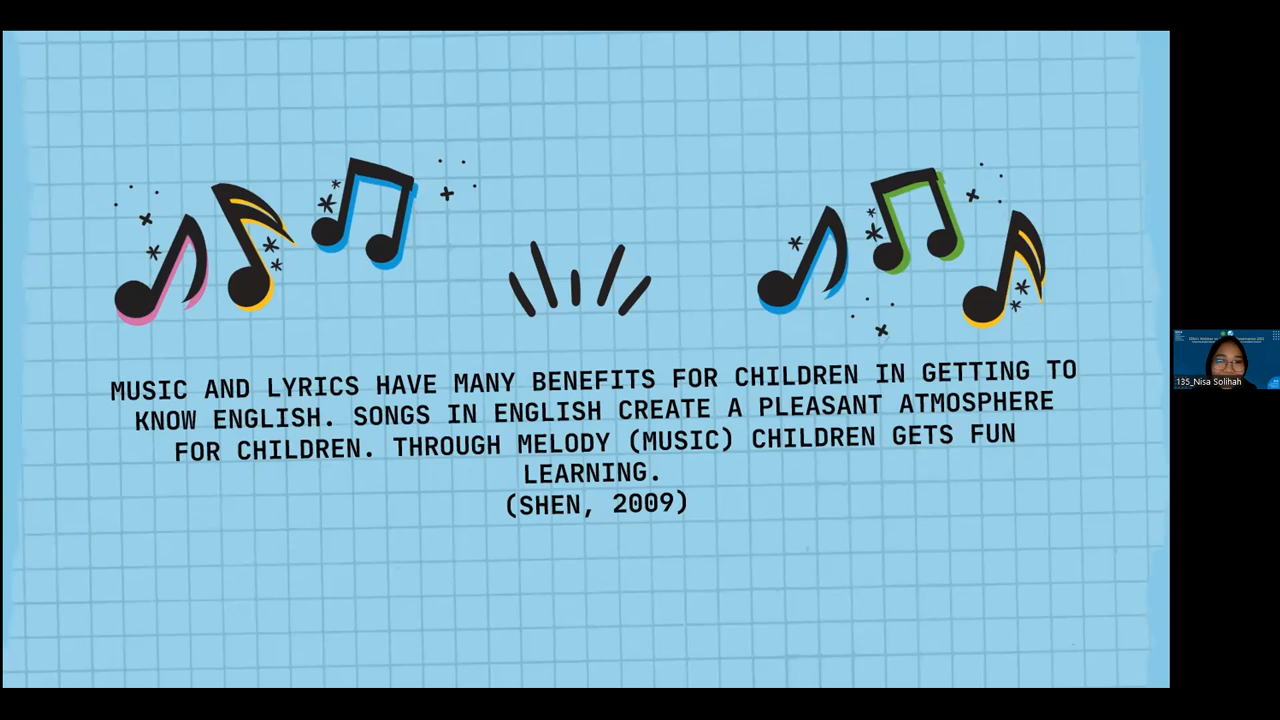 MUSIC AND LYRICS HAVE MANY BENEFITS FOR CHILDREN IN GETTING TO
KNOW ENGLISH. SONGS IN ENGLISH CREATE A PLEASANT ATMOSPHERE
FOR CHILDREN. THROUGH MELODY (MUSIC) CHILDREN GETS FUN
LEARNING.
(SHEN, 2009)
135_Nisa Solihah